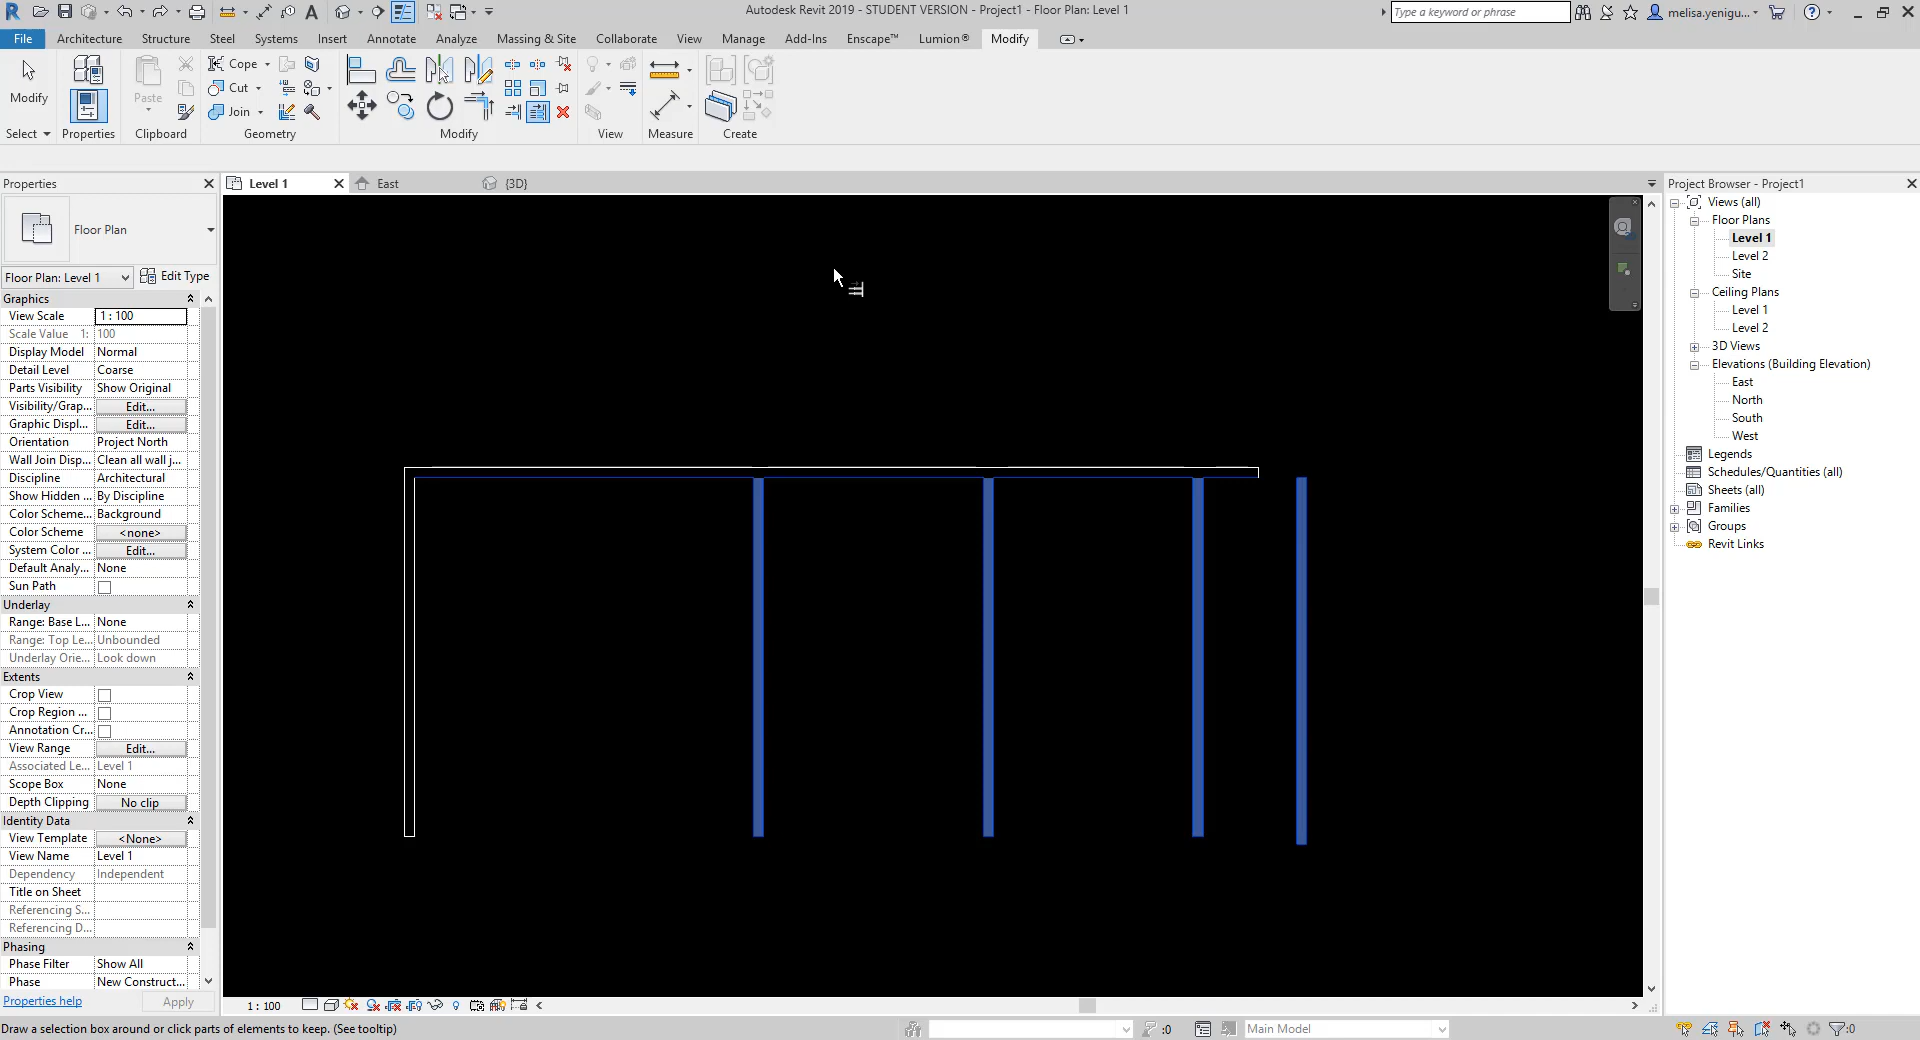 Autodesk Revit 2019 - STUDENT VERSION - Project1 - Floor Plan: Level 1
Type a keyword or phrase
melisa.yenigu...
File Architecture Structure Steel Systems Insert Annotate Analyze Massing & Site Collaborate View Manage Add-Ins Enscape™ Lumion® Modify
Modify
Paste
Cope
Cut
Join
Select Properties Clipboard Geometry Modify View Measure Create
Properties
Level 1
East
{3D}
Project Browser - Project1
Floor Plan
Floor Plan: Level 1
Edit Type
Graphics
View Scale 1 : 100
Scale Value 1: 100
Display Model Normal
Detail Level Coarse
Parts Visibility Show Original
Visibility/Grap... Edit...
Graphic Displ... Edit...
Orientation Project North
Wall Join Disp... Clean all wall j...
Discipline Architectural
Show Hidden ... By Discipline
Color Scheme... Background
Color Scheme <none>
System Color ... Edit...
Default Analy... None
Sun Path
Underlay
Range: Base L... None
Range: Top Le... Unbounded
Underlay Orie... Look down
Extents
Crop View
Crop Region ...
Annotation Cr...
View Range Edit...
Associated Le... Level 1
Scope Box None
Depth Clipping No clip
Identity Data
View Template <None>
View Name Level 1
Dependency Independent
Title on Sheet
Referencing S...
Referencing D...
Phasing
Phase Filter Show All
Phase New Construct...
Properties help
Apply
Views (all)
Floor Plans
Level 1
Level 2
Site
Ceiling Plans
Level 1
Level 2
3D Views
Elevations (Building Elevation)
East
North
South
West
Legends
Schedules/Quantities (all)
Sheets (all)
Families
Groups
Revit Links
1 : 100
Draw a selection box around or click parts of elements to keep. (See tooltip)
:0
Main Model
:0